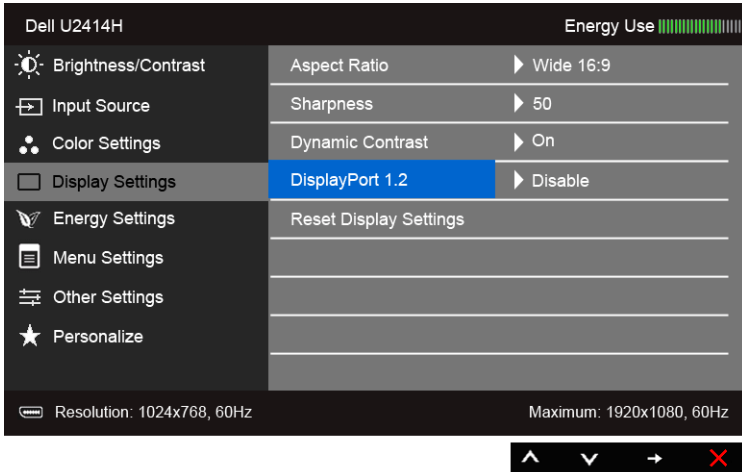 Dell U2414H Energy Use
Brightness/Contrast Aspect Ratio Wide 16:9
Input Source Sharpness 50
Color Settings Dynamic Contrast On
Display Settings DisplayPort 1.2 Disable
Energy Settings Reset Display Settings
Menu Settings
Other Settings
Personalize
Resolution: 1024x768, 60Hz Maximum: 1920x1080, 60Hz